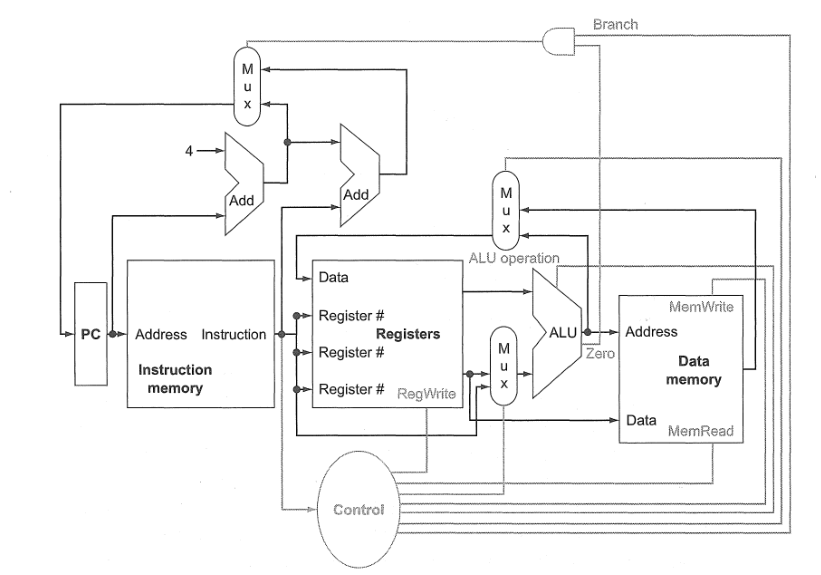 Branch
M
u
x
4
Add
Add
M
u
x
ALU operation
Data
Register #
Registers
Register #
Register #
RegWrite
PC
Address
Instruction
Instruction
memory
M
u
x
ALU
Zero
MemWrite
Address
Data
memory
Data
MemRead
Control